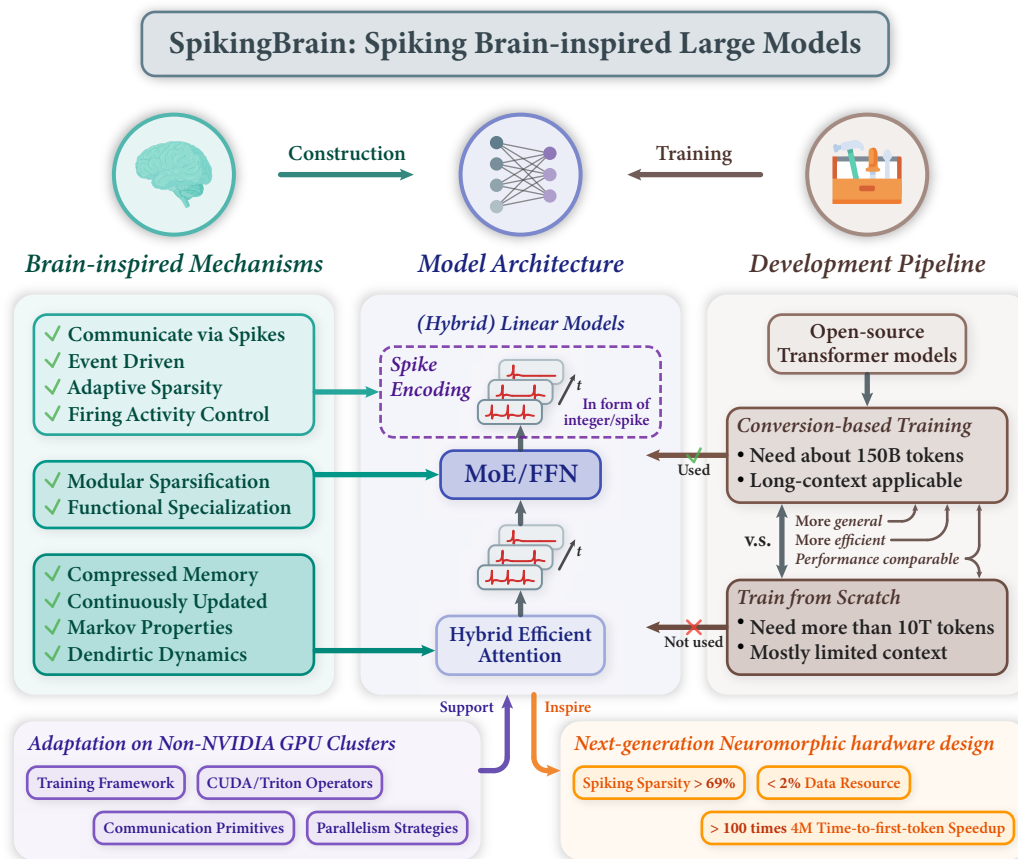 SpikingBrain: Spiking Brain-inspired Large Models
Construction
Training
Brain-inspired Mechanisms
Model Architecture
Development Pipeline
Communicate via Spikes
Event Driven
Adaptive Sparsity
Firing Activity Control
Modular Sparsification
Functional Specialization
Compressed Memory
Continuously Updated
Markov Properties
Dendirtic Dynamics
(Hybrid) Linear Models
Spike
Encoding
t
In form of
integer/spike
MoE/FFN
t
Hybrid Efficient
Attention
Open-source
Transformer models
Conversion-based Training
• Need about 150B tokens
• Long-context applicable
Used
v.s.
More general
More efficient
Performance comparable
Train from Scratch
• Need more than 10T tokens
• Mostly limited context
Not used
Support
Inspire
Adaptation on Non-NVIDIA GPU Clusters
Training Framework
CUDA/Triton Operators
Communication Primitives
Parallelism Strategies
Next-generation Neuromorphic hardware design
Spiking Sparsity > 69%
< 2% Data Resource
> 100 times 4M Time-to-first-token Speedup